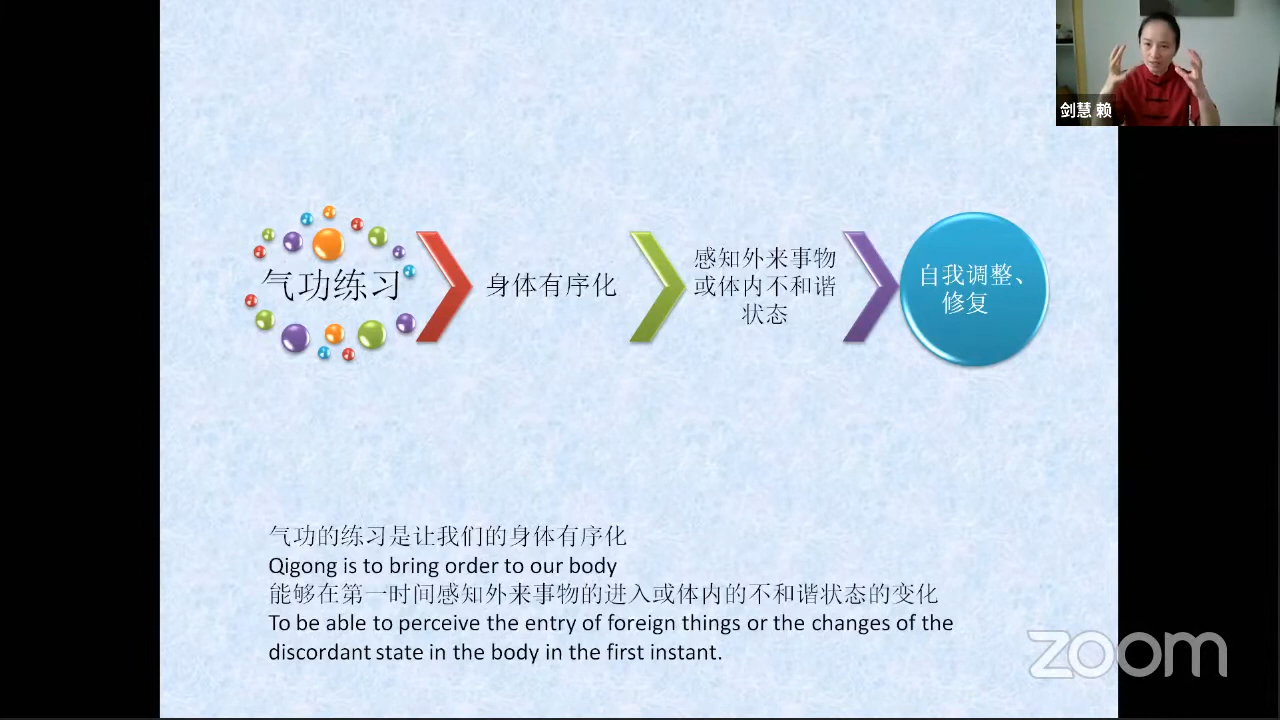 剑慧 赖
气功练习
身体有序化
感知外来事物
或体内不和谐
状态
自我调整、
修复
气功的练习是让我们的身体有序化
Qigong is to bring order to our body
能够在第一时间感知外来事物的进入或体内的不和谐状态的变化
To be able to perceive the entry of foreign things or the changes of the
discordant state in the body in the first instant.
zoom